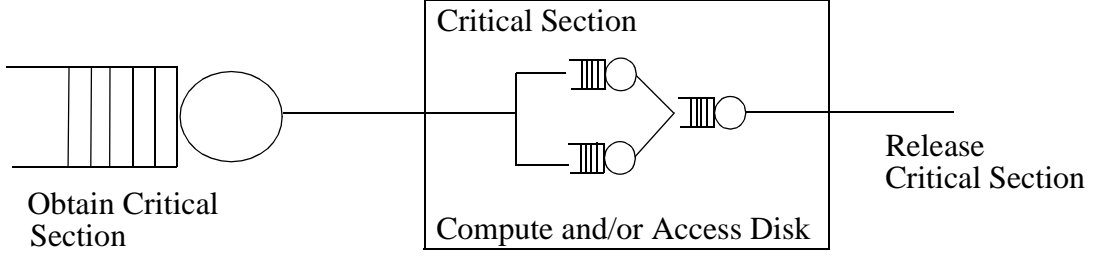 Critical Section
Obtain Critical
Section
Compute and/or Access Disk
Release
Critical Section